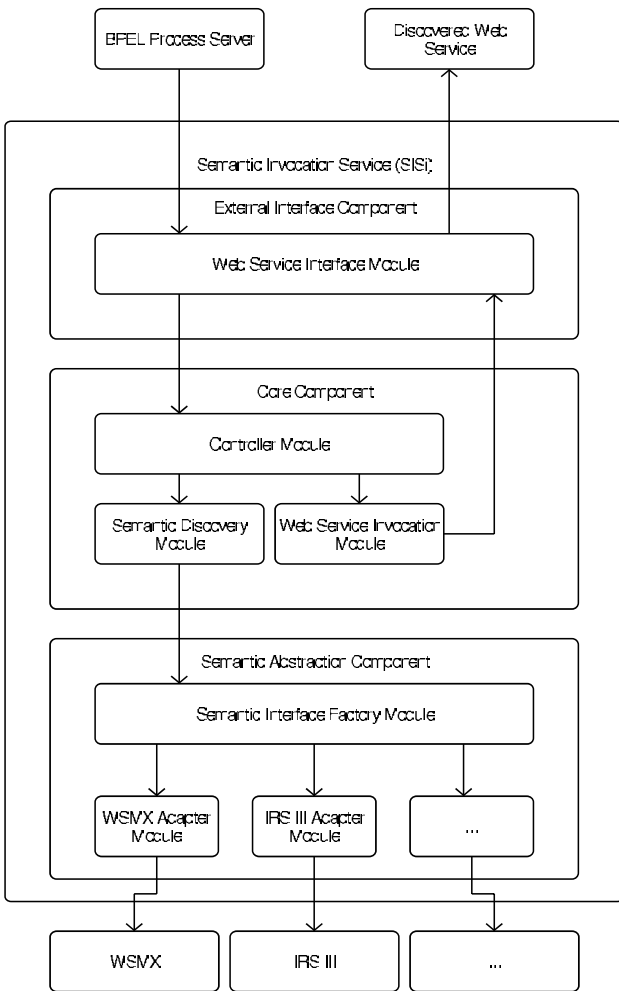 BPEL Process Server
Discovered Web
Service
Semantic Invocation Service (SISi)
External Interface Component
Web Service Interface Module
Core Component
Controller Module
Semantic Discovery
Module
Web Service Invocation
Module
Semantic Abstraction Component
Semantic Interface Factory Module
WSMX Adapter
Module
IRS III Adapter
Module
...
WSMX
IRS III
...